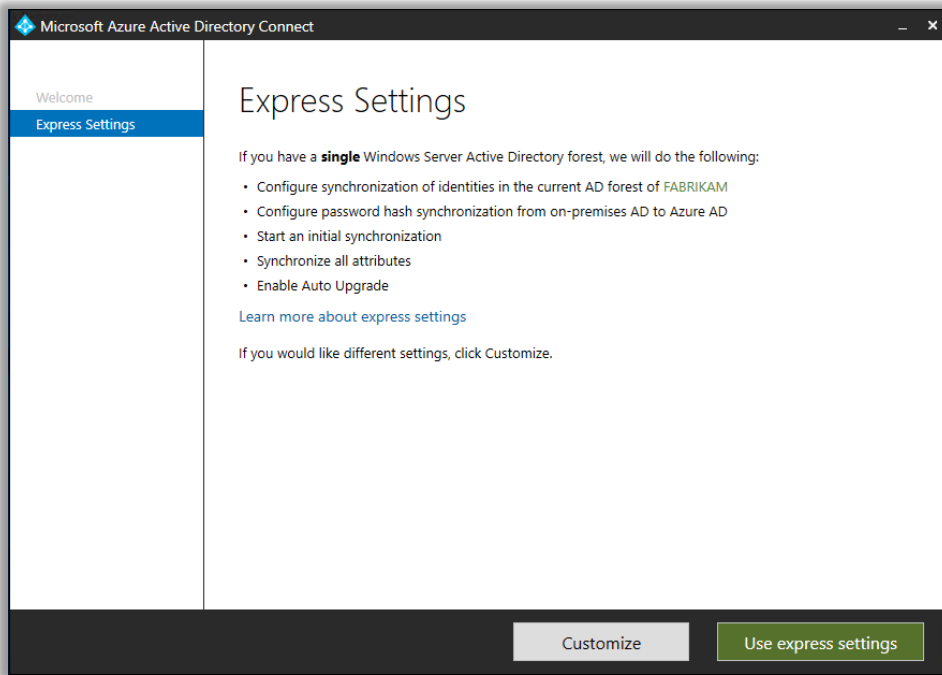 Microsoft Azure Active Directory Connect
Welcome
Express Settings
Express Settings
If you have a single Windows Server Active Directory forest, we will do the following:
• Configure synchronization of identities in the current AD forest of FABRIKAM
• Configure password hash synchronization from on-premises AD to Azure AD
• Start an initial synchronization
• Synchronize all attributes
• Enable Auto Upgrade
Learn more about express settings
If you would like different settings, click Customize.
Customize
Use express settings